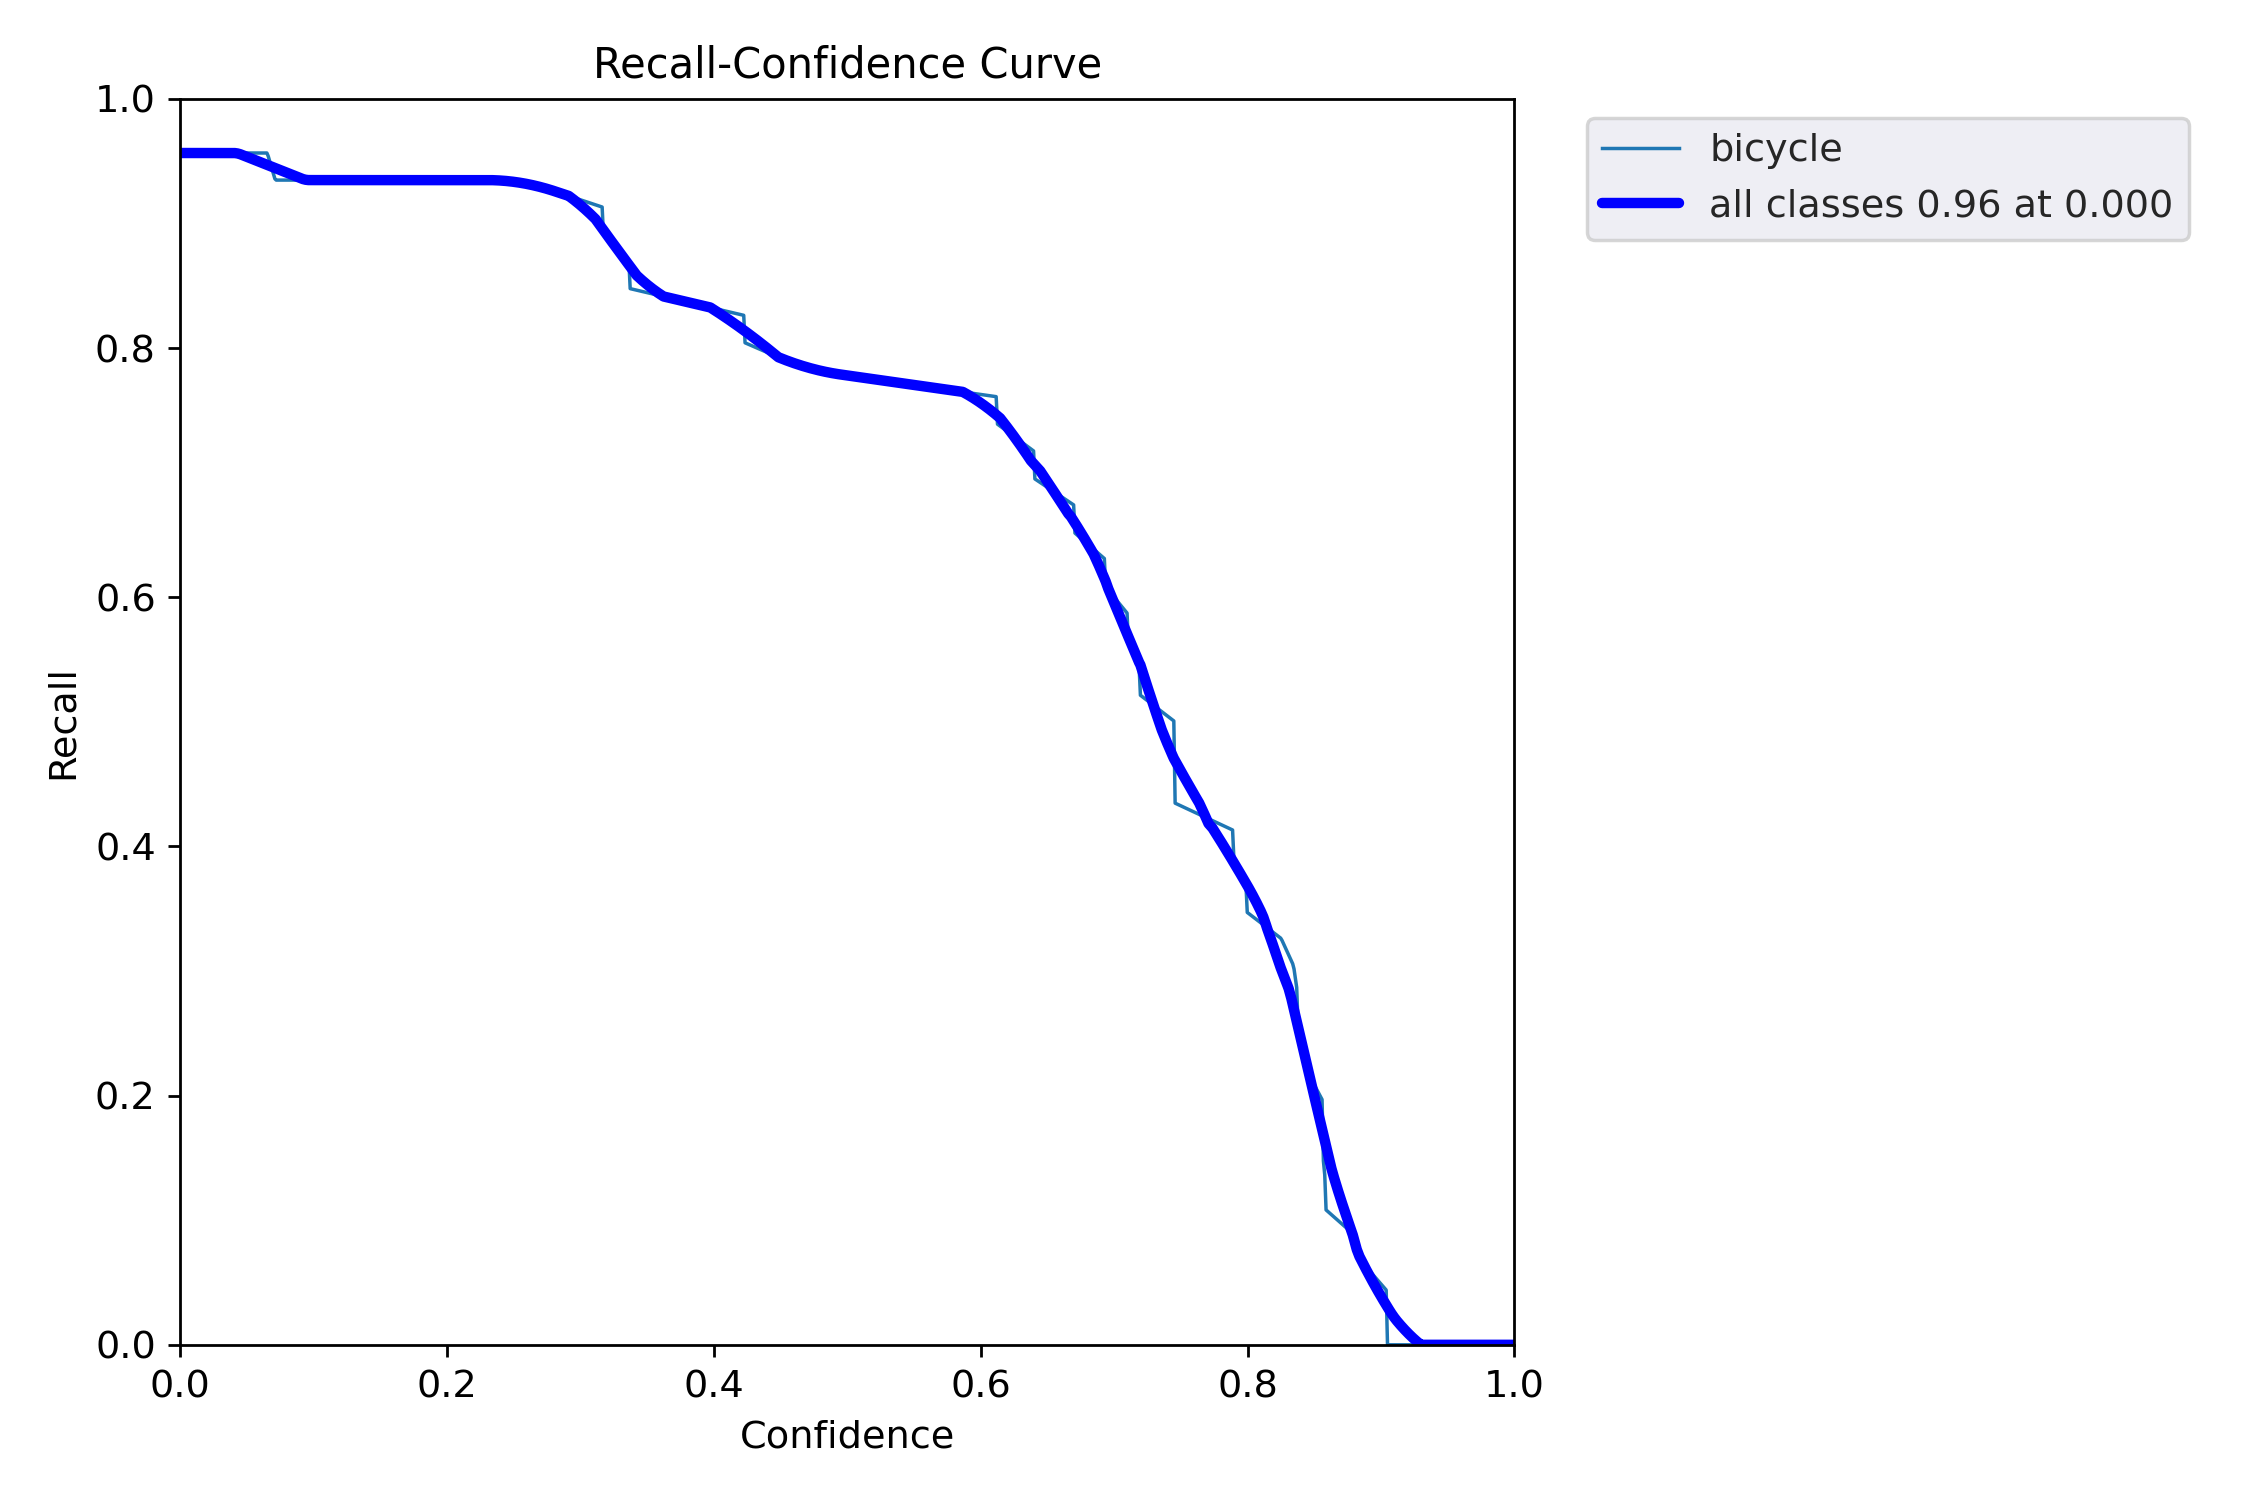 Recall-Confidence Curve
1.0
0.8
0.6
0.4
0.2
0.0
Recall
0.0 0.2 0.4 0.6 0.8 1.0
Confidence
bicycle
all classes 0.96 at 0.000